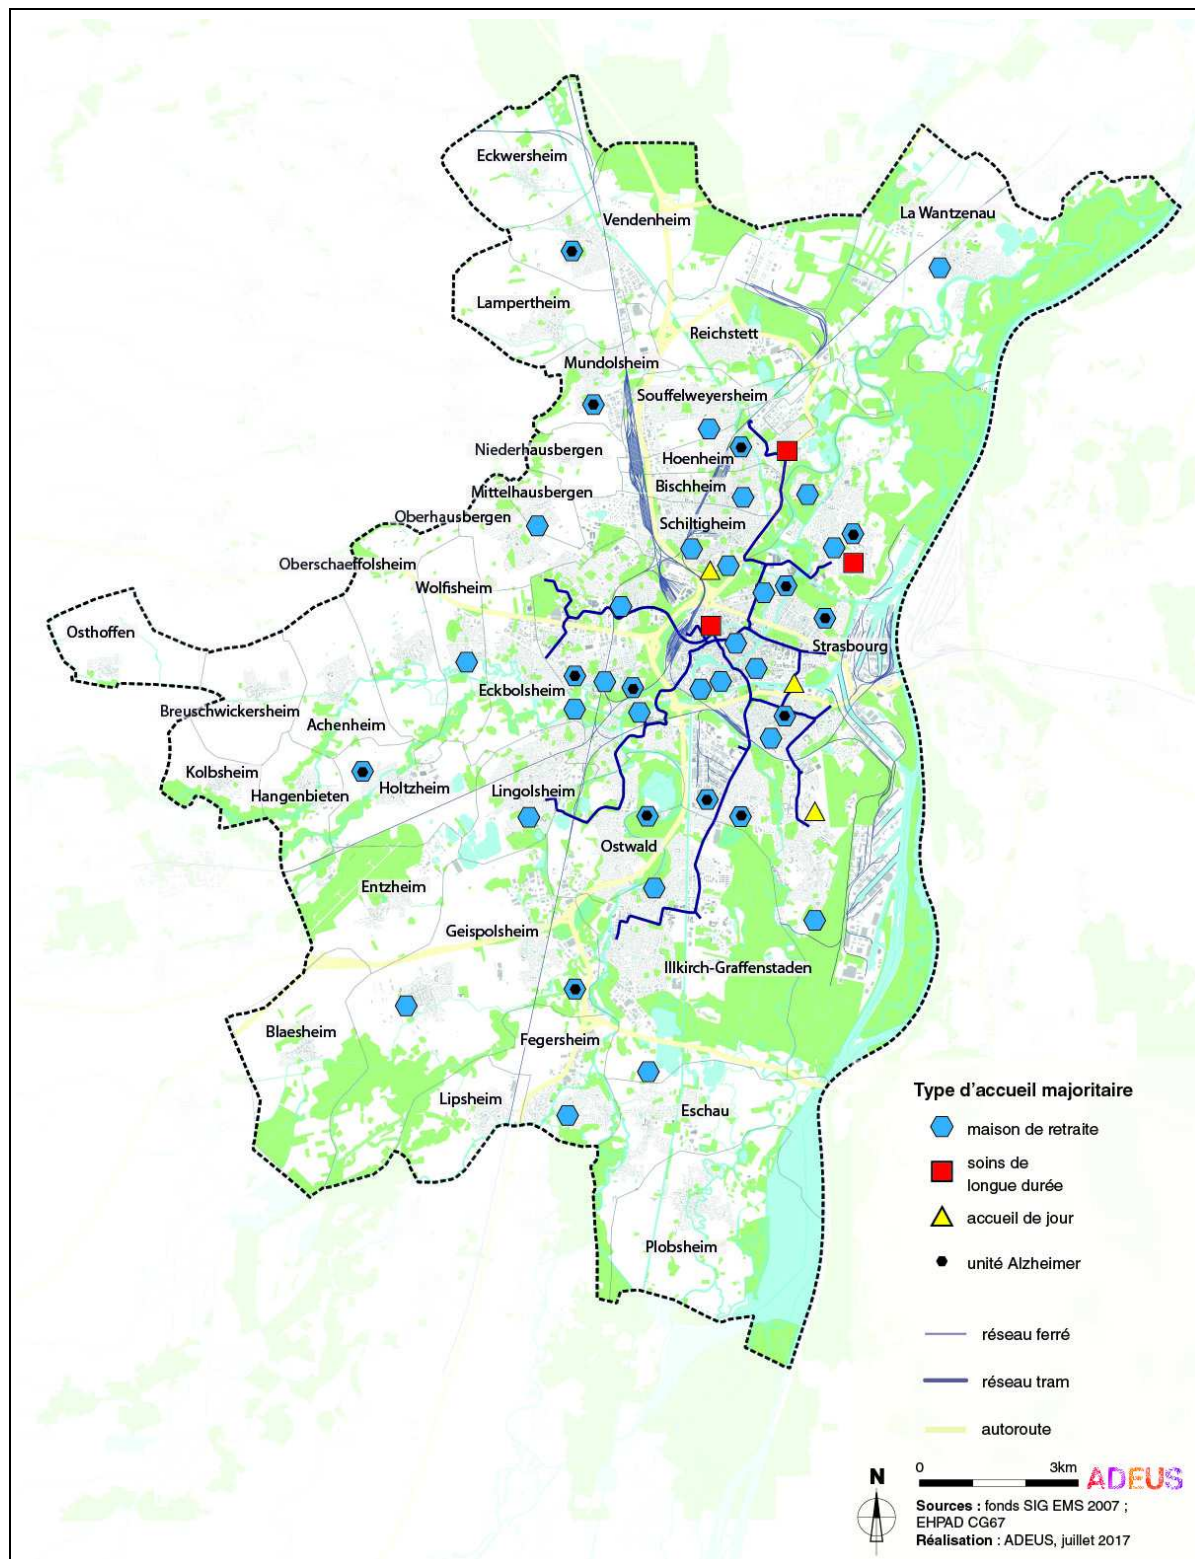 Eckwersheim
Vendenheim
La Wantzenau
Lampertheim
Reichstett
Mundolsheim
Souffelweyersheim
Niederhausbergen
Hoenheim
Mittelhausbergen
Bischheim
Oberhausbergen
Schiltigheim
Oberschaeffolsheim
Wolfisheim
Osthoffen
Strasbourg
Eckbolsheim
Breuschwickersheim
Achenheim
Kolbsheim
Hangenbieten
Holtzheim
Lingolsheim
Ostwald
Entzheim
Geispolsheim
Illkirch-Graffenstaden
Blaesheim
Fegersheim
Lipsheim
Eschau
Plobsheim
Type d'accueil majoritaire
maison de retraite
soins de
longue durée
accueil de jour
unité Alzheimer
réseau ferré
réseau tram
autoroute
N
0 3km
ADEUS
Sources : fonds SIG EMS 2007 ;
EHPAD CG67
Réalisation : ADEUS, juillet 2017